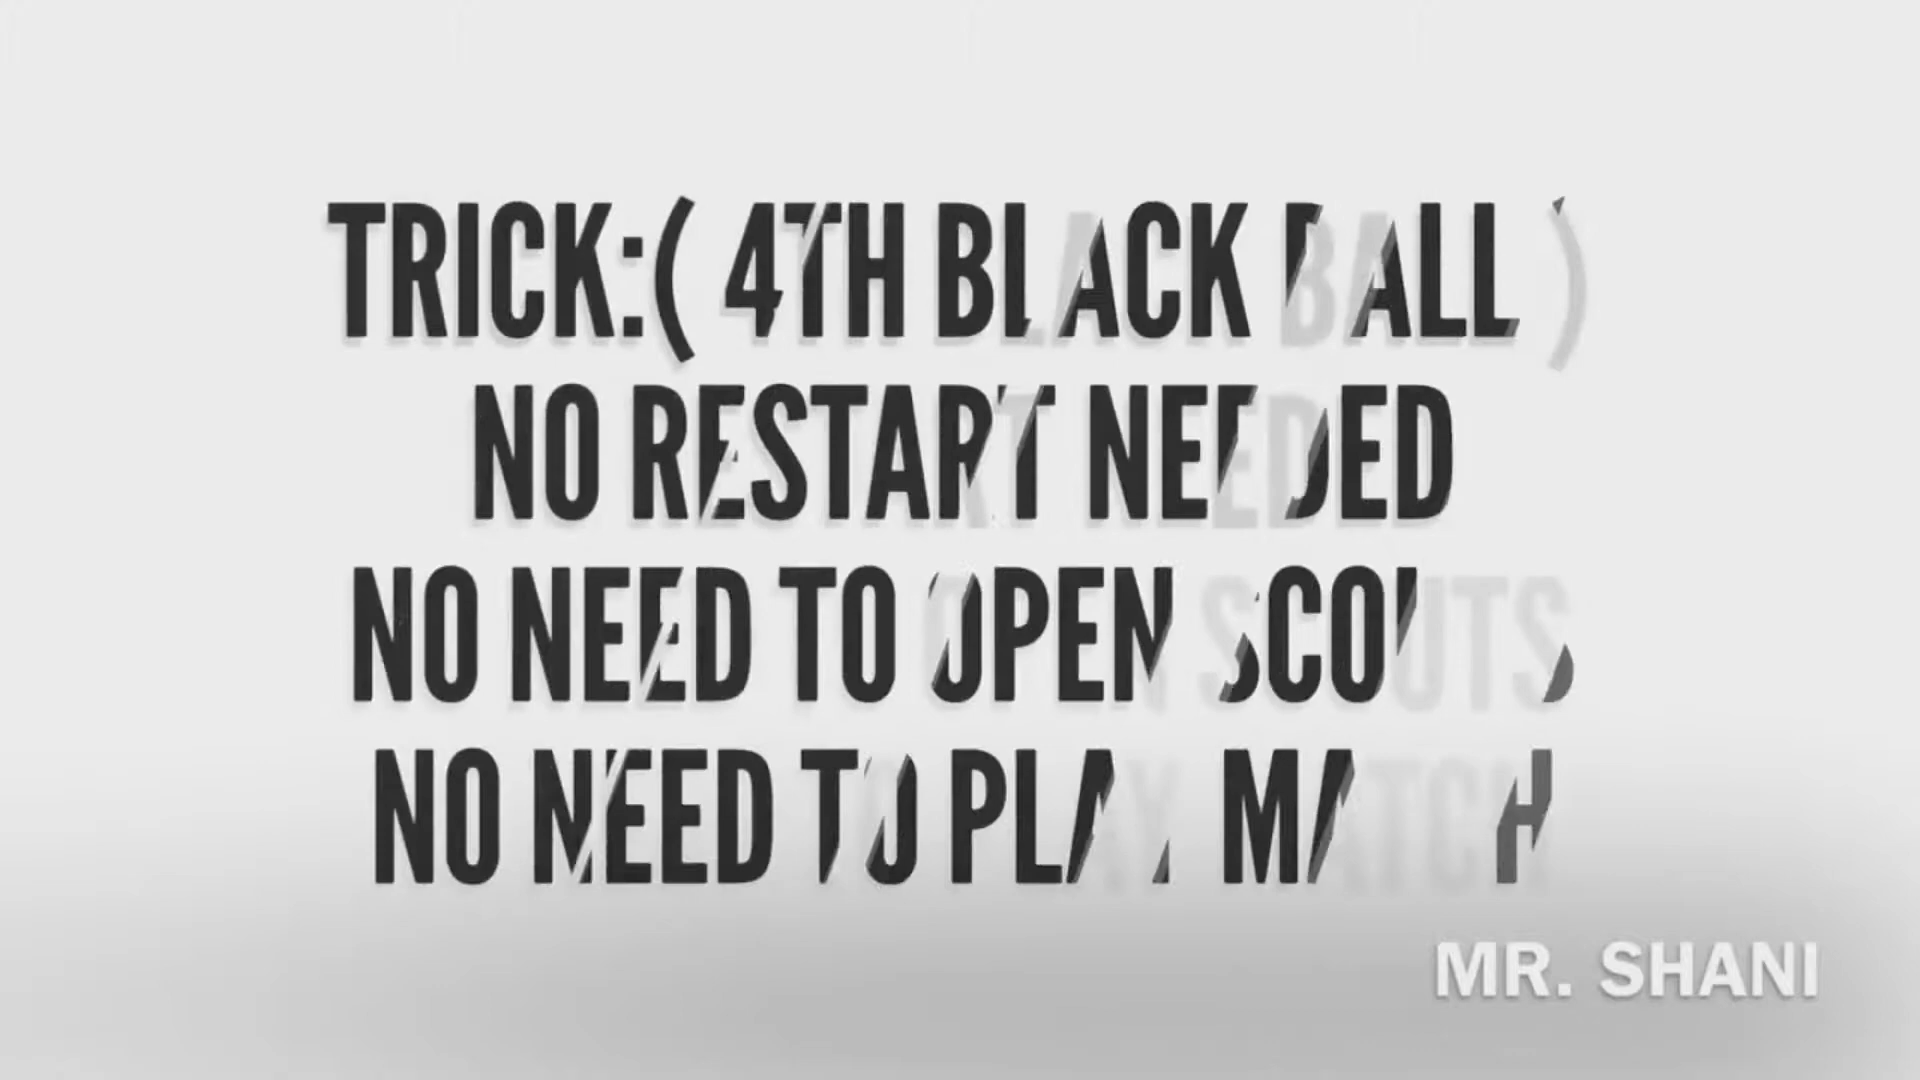 TRICK:( 4TH BLACK BALL )
NO RESTART NEEDED
NO NEED TO OPEN SCOUTS
NO NEED TO PLAY MATCH
MR. SHANI